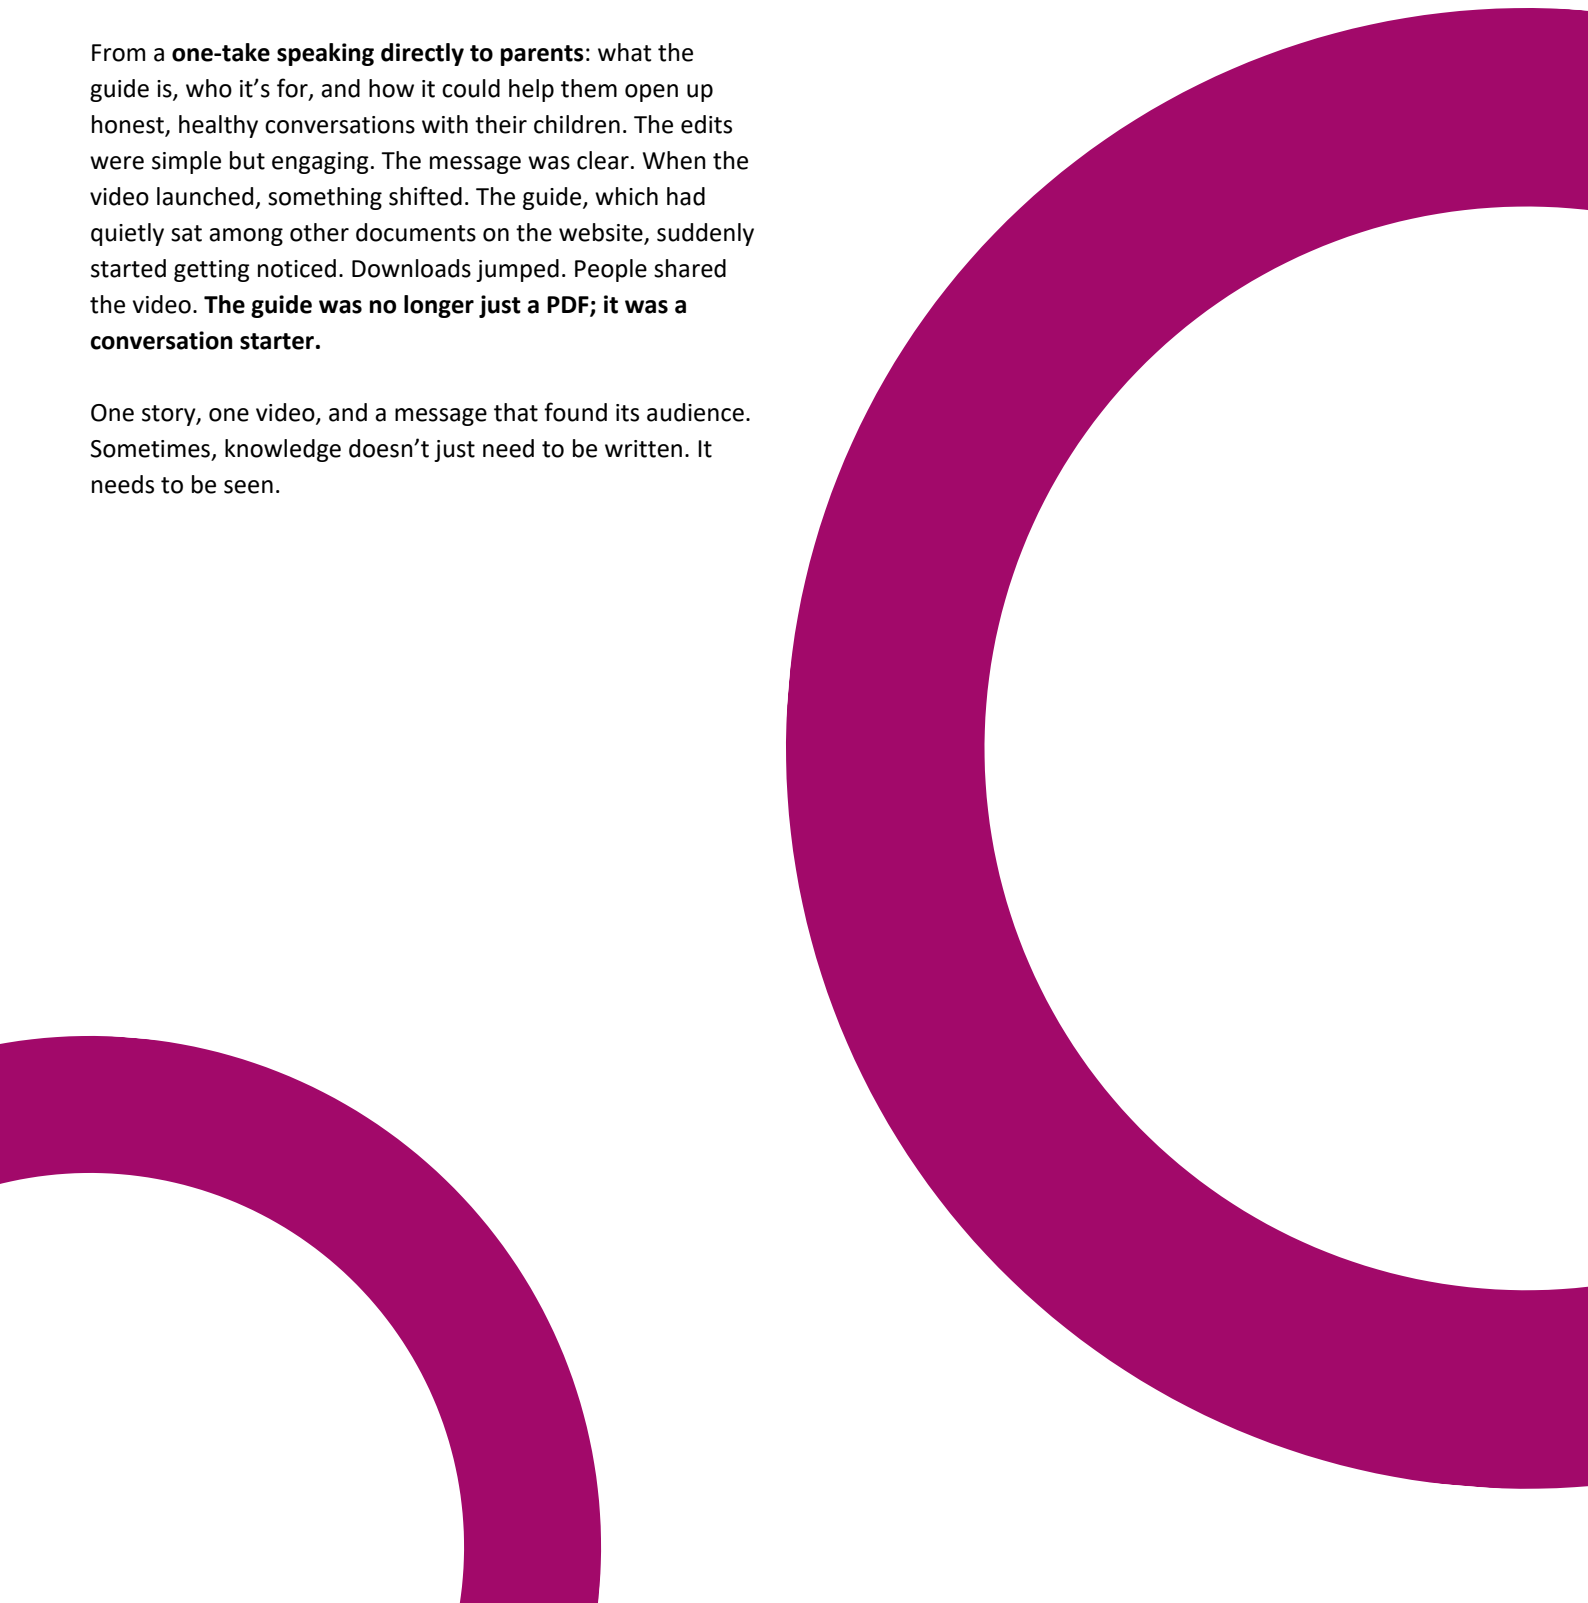 From a one-take speaking directly to parents: what the
guide is, who it’s for, and how it could help them open up
honest, healthy conversations with their children. The edits
were simple but engaging. The message was clear. When the
video launched, something shifted. The guide, which had
quietly sat among other documents on the website, suddenly
started getting noticed. Downloads jumped. People shared
the video. The guide was no longer just a PDF; it was a
conversation starter.
One story, one video, and a message that found its audience.
Sometimes, knowledge doesn’t just need to be written. It
needs to be seen.